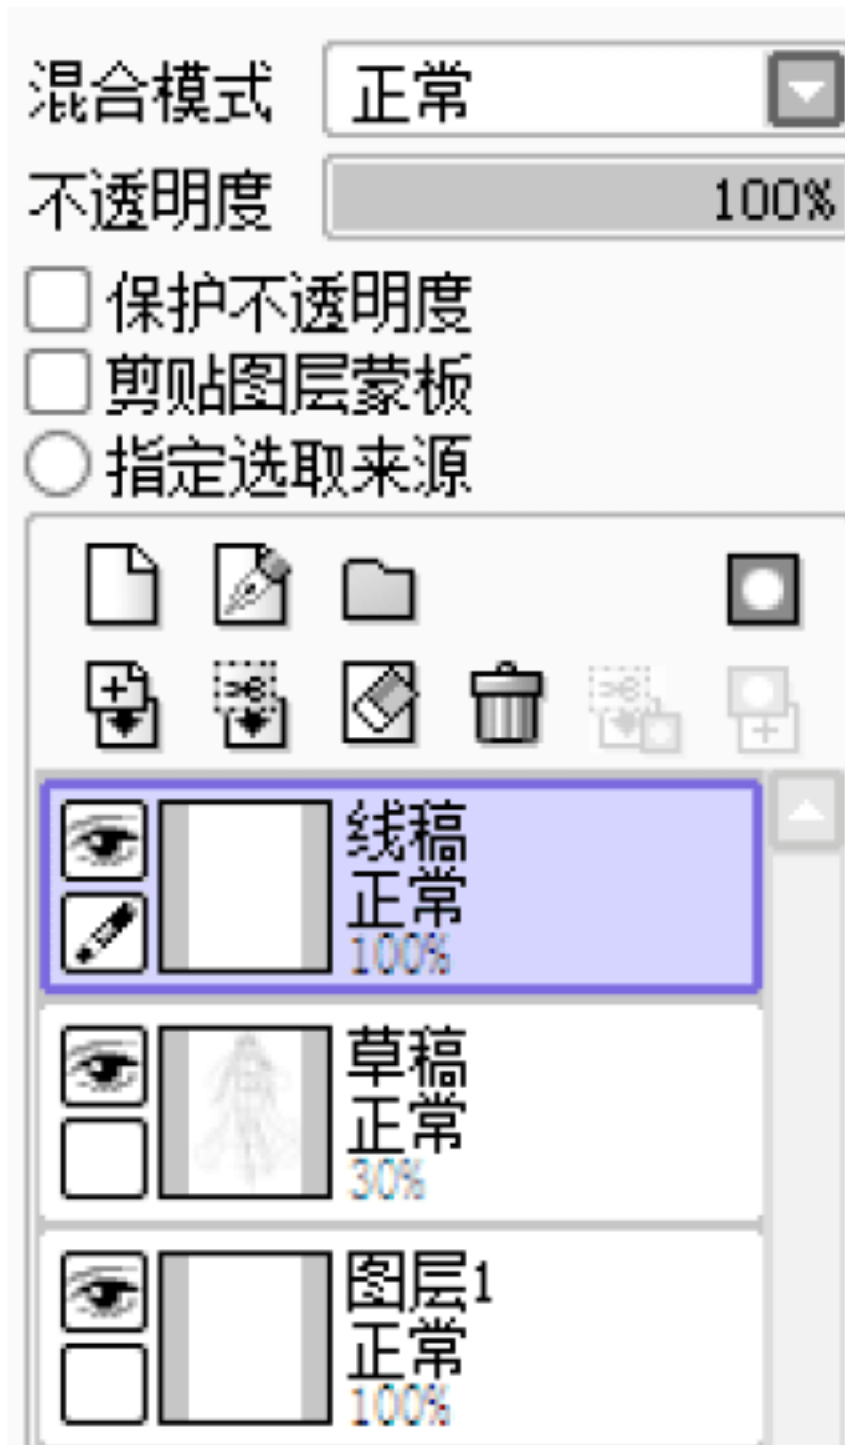 混合模式 正常
不透明度 100%
保护不透明度
剪贴图层蒙板
指定选取来源
线稿
正常
100%
草稿
正常
30%
图层1
正常
100%